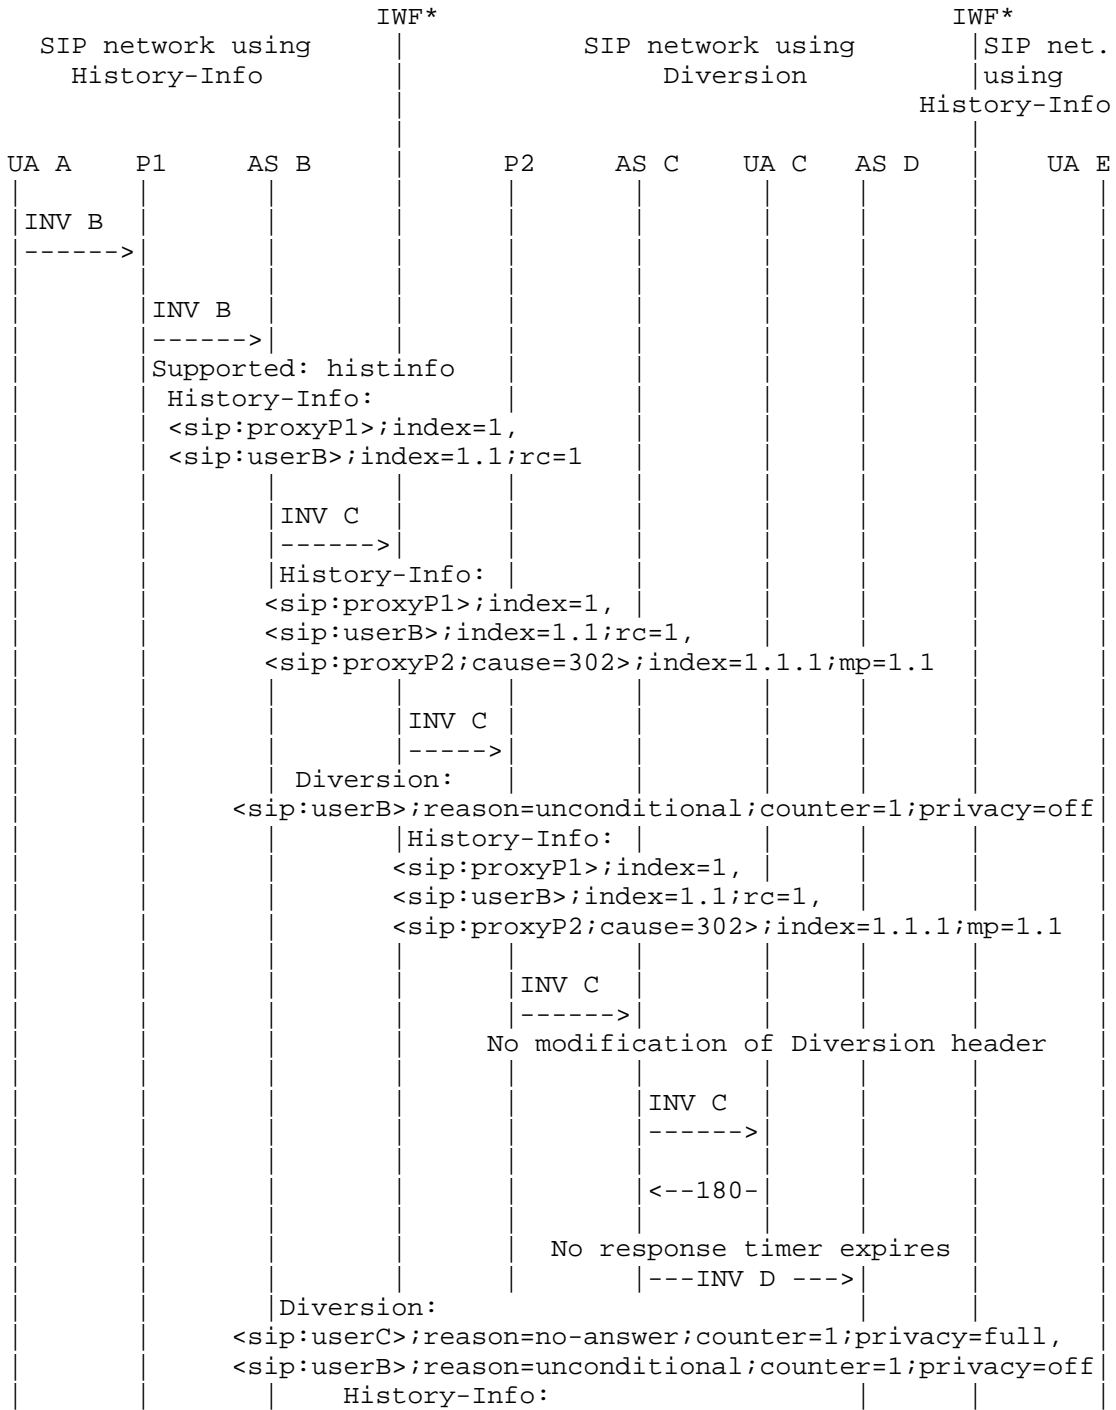 IWF* IWF*
SIP network using | SIP network using |SIP net.
History-Info | Diversion |using
| History-Info
| |
UA A P1 AS B | P2 AS C UA C AS D | UA E
| | | | | | | | | |
|INV B | | | | | | | | |
|------>| | | | | | | | |
| | | | | | | | | |
| |INV B | | | | | | | |
| |------>| | | | | | | |
| |Supported: histinfo | | | | | |
| | History-Info: | | | | | |
| | <sip:proxyP1>;index=1, | | | | |
| | <sip:userB>;index=1.1;rc=1 | | | | |
| | | | | | | | | |
| | |INV C | | | | | | |
| | |------>| | | | | | |
| | |History-Info: | | | | | |
| | <sip:proxyP1>;index=1, | | | | |
| | <sip:userB>;index=1.1;rc=1, | | | |
| | <sip:proxyP2;cause=302>;index=1.1.1;mp=1.1 | |
| | | | | | | | | |
| | | |INV C | | | | | |
| | | |----->| | | | | |
| | | Diversion: | | | | | |
| | <sip:userB>;reason=unconditional;counter=1;privacy=off|
| | | |History-Info: | | | | |
| | | <sip:proxyP1>;index=1, | | | |
| | | <sip:userB>;index=1.1;rc=1, | | |
| | | <sip:proxyP2;cause=302>;index=1.1.1;mp=1.1 |
| | | | | | | | | |
| | | | |INV C | | | | |
| | | | |------>| | | | |
| | | | No modification of Diversion header |
| | | | | | | | | |
| | | | | |INV C | | | |
| | | | | |------>| | | |
| | | | | | | | | |
| | | | | |<--180-| | | |
| | | | | | | | | |
| | | | | No response timer expires | |
| | | | | |---INV D --->| | |
| | |Diversion: | | |
| | <sip:userC>;reason=no-answer;counter=1;privacy=full, |
| | <sip:userB>;reason=unconditional;counter=1;privacy=off|
| | | History-Info: | | |